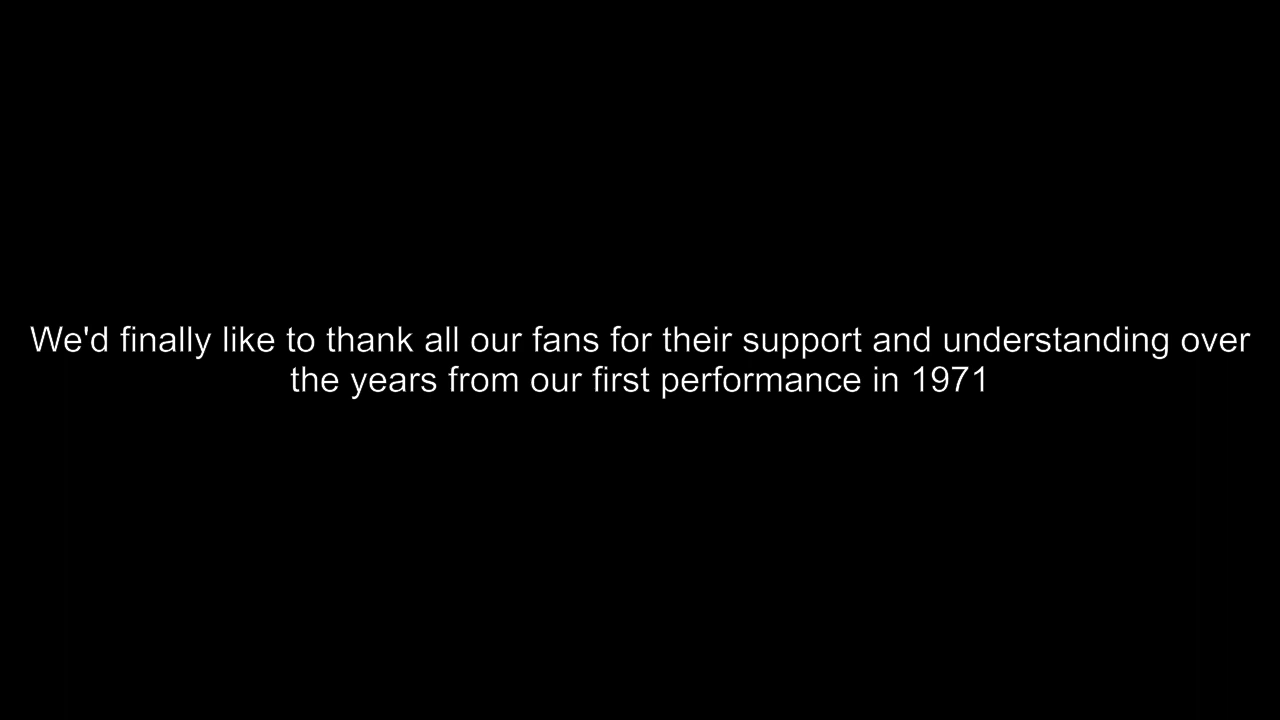 We'd finally like to thank all our fans for their support and understanding over
the years from our first performance in 1971